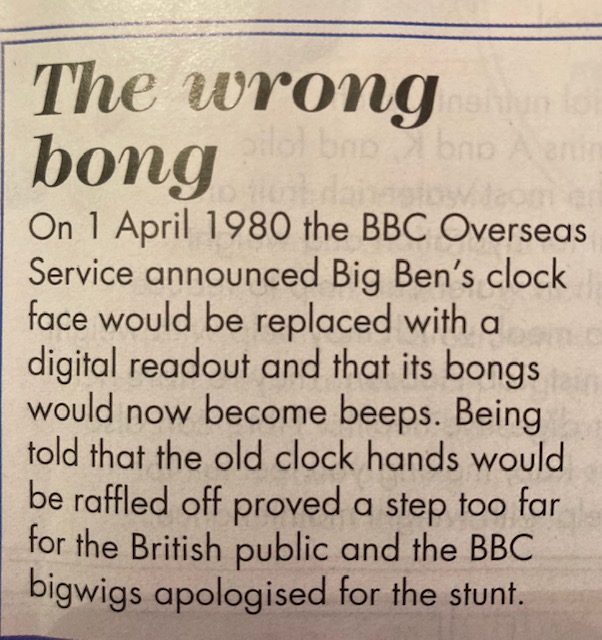 The wrong
bong
On 1 April 1980 the BBC Overseas
Service announced Big Ben's clock
face would be replaced with a
digital readout and that its bongs
would now become beeps. Being
told that the old clock hands would
be raffled off proved a step too far
for the British public and the BBC
bigwigs apologised for the stunt.